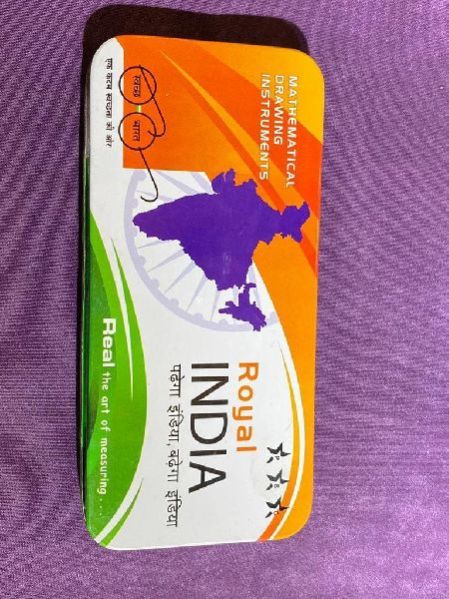 स्वच्छ भारत
एक कदम स्वच्छता की ओर
MATHEMATICAL
DRAWING
INSTRUMENTS
Royal
INDIA
पढेगा इंडिया, बढ़ेगा इंडिया
Real the art of measuring....